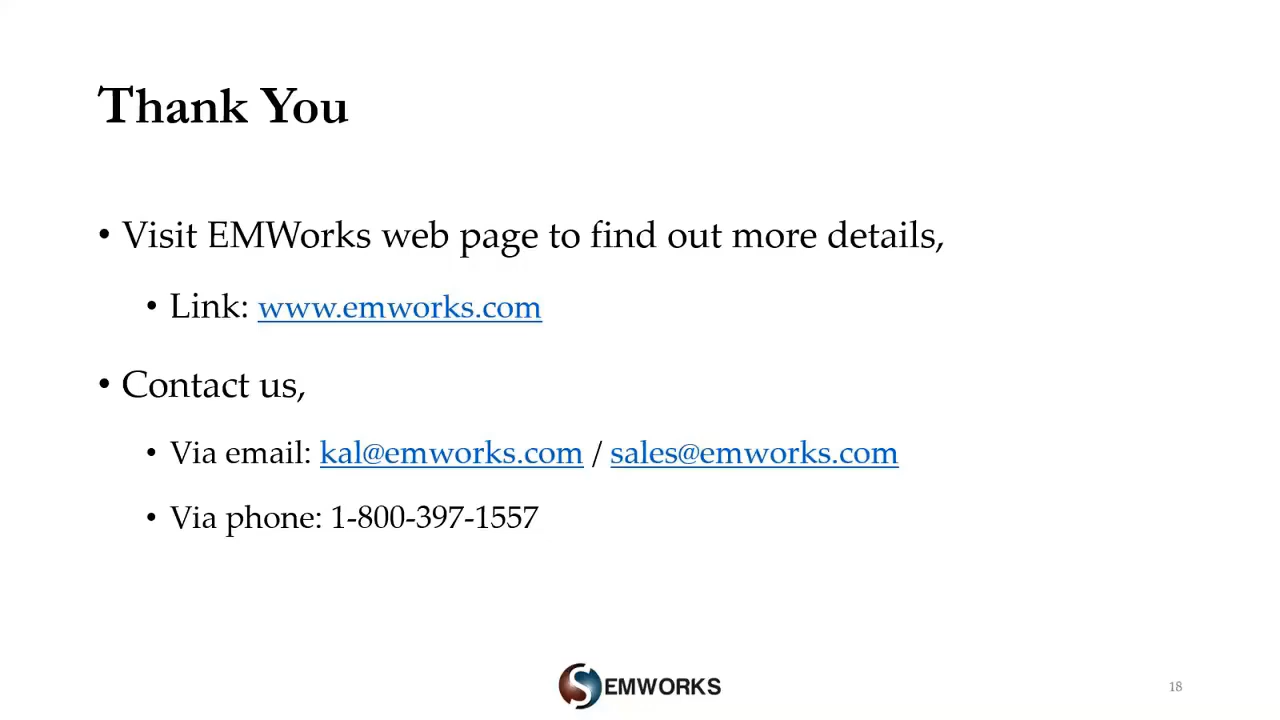 Thank You
• Visit EMWorks web page to find out more details,
• Link: www.emworks.com
• Contact us,
• Via email: kal@emworks.com / sales@emworks.com
• Via phone: 1-800-397-1557
EMWORKS
18